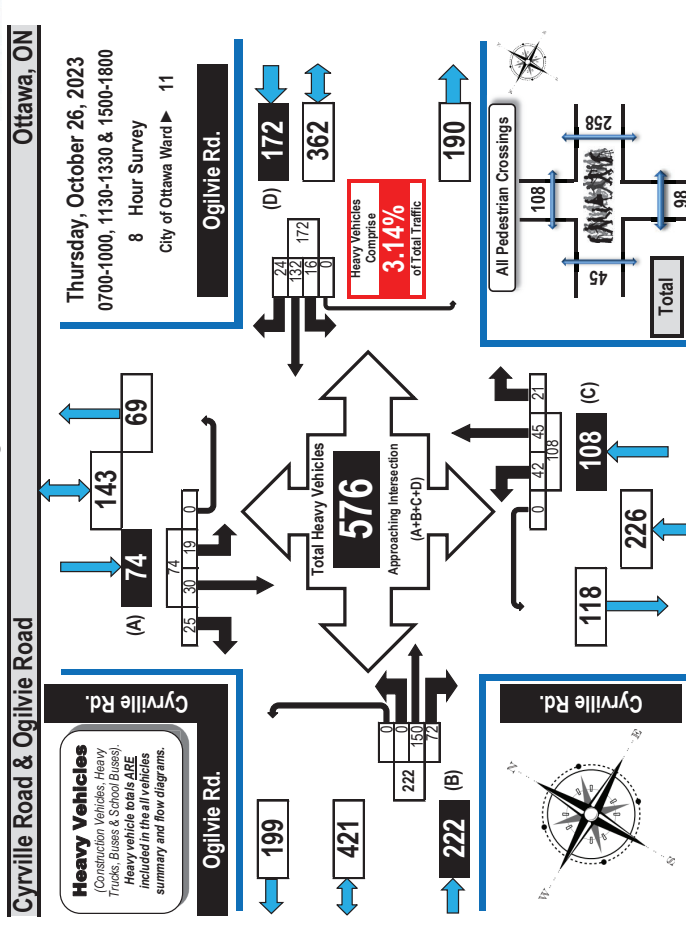 Cyrville Road & Ogilvie Road
Ottawa, ON
Heavy Vehicles
(Construction Vehicles, Heavy
Trucks, Buses & School Buses).
Heavy vehicle totals ARE
included in the all vehicles
summary and flow diagrams.
Cyrville Rd.
Ogilvie Rd.
Thursday, October 26, 2023
0700-1000, 1130-1330 & 1500-1800
8 Hour Survey
City of Ottawa Ward ► 11
Ogilvie Rd.
143
69
(A)
74
74
25
30
19
0
199
421
222
(B)
222
0
0
150
72
Total Heavy Vehicles
576
Approaching Intersection
(A+B+C+D)
(D)
172
362
190
24
132
16
0
172
Heavy Vehicles
Comprise
3.14%
of Total Traffic
0
42
45
21
108
(C)
108
118
226
Cyrville Rd.
N
E
S
W
All Pedestrian Crossings
108
258
45
98
Total